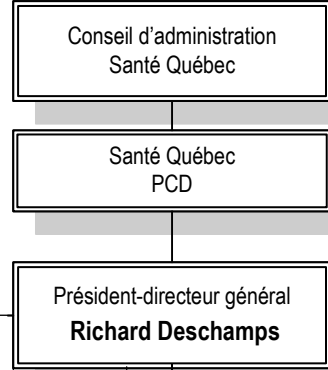 Conseil d'administration
Santé Québec
Santé Québec
PCD
Président-directeur général
Richard Deschamps